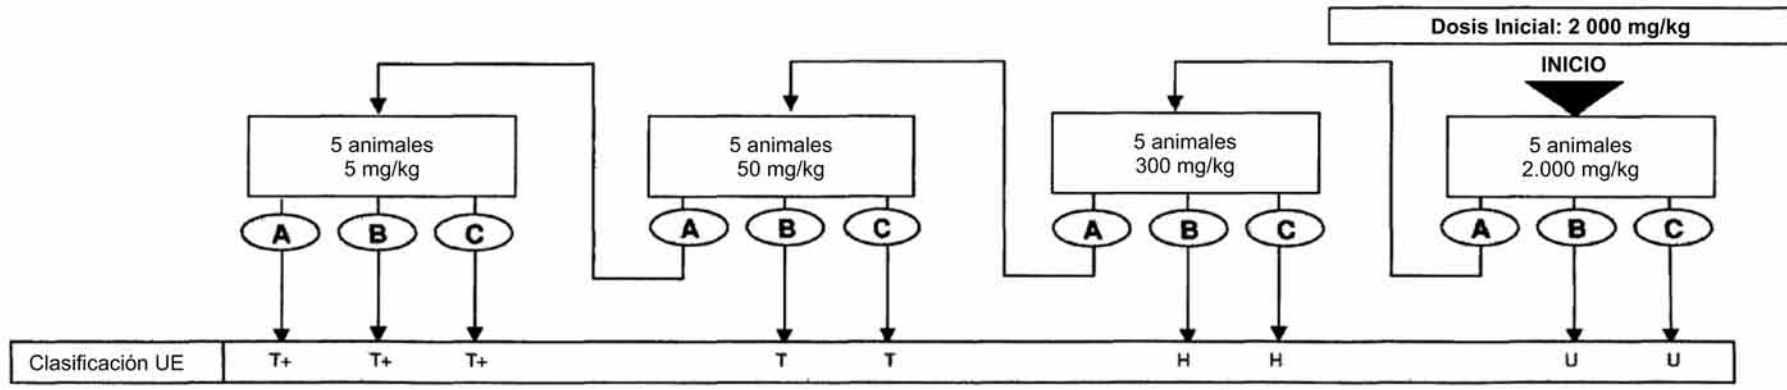 Dosis Inicial: 2 000 mg/kg
INICIO
5 animales
5 mg/kg
5 animales
50 mg/kg
5 animales
300 mg/kg
5 animales
2.000 mg/kg
A B C A B C A B C A B C
Clasificación UE T+ T+ T+ T T H H U U